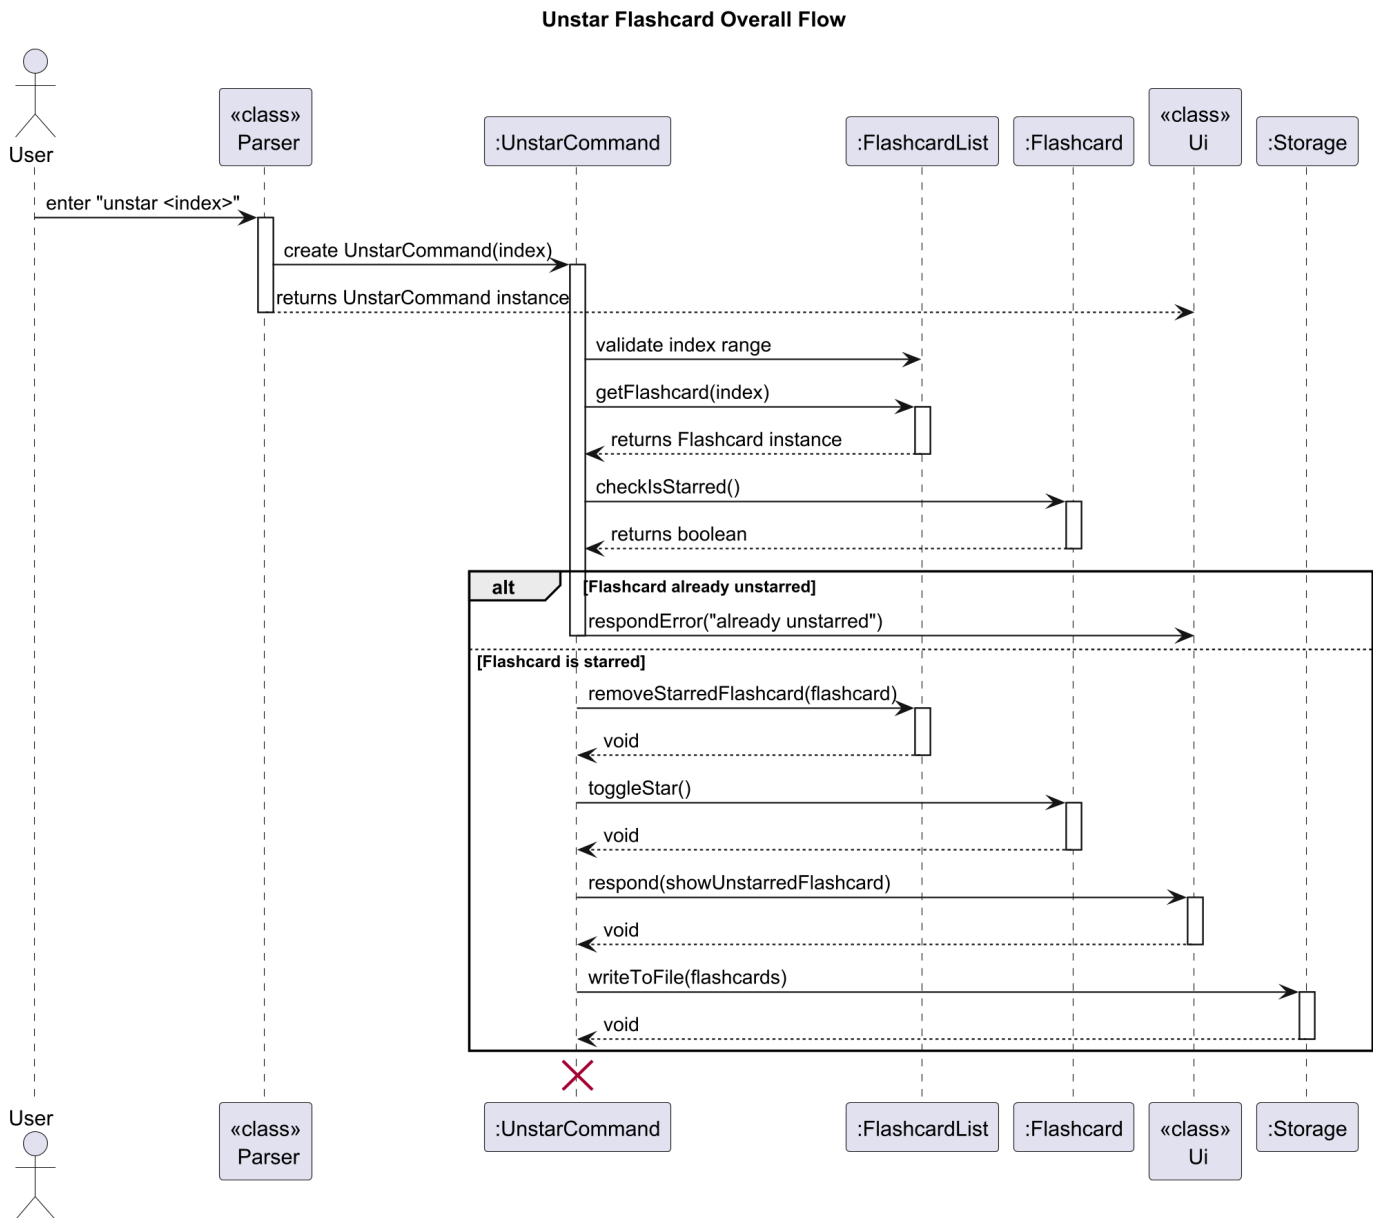 Unstar Flashcard Overall Flow
User
«class»
Parser
:UnstarCommand
:FlashcardList
:Flashcard
«class»
Ui
:Storage
enter "unstar <index>"
create UnstarCommand(index)
returns UnstarCommand instance
validate index range
getFlashcard(index)
returns Flashcard instance
checkIsStarred()
returns boolean
alt
[Flashcard already unstarred]
respondError("already unstarred")
[Flashcard is starred]
removeStarredFlashcard(flashcard)
void
toggleStar()
void
respond(showUnstarredFlashcard)
void
writeToFile(flashcards)
void
User
«class»
Parser
:UnstarCommand
:FlashcardList
:Flashcard
«class»
Ui
:Storage